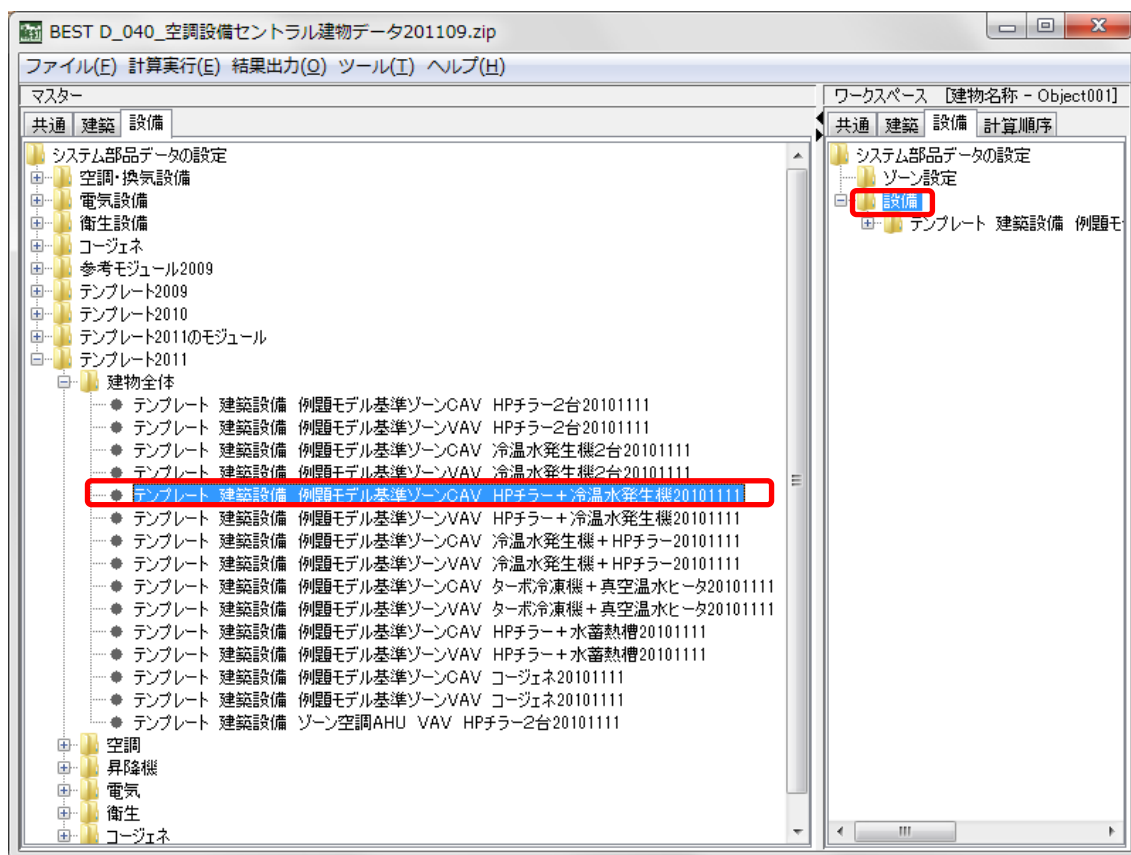 BEST D_040_空調設備セントラル建物データ201109.zip
ファイル(F) 計算実行(E) 結果出力(O) ツール(T) ヘルプ(H)
マスター
共通 建築 設備
システム部品データの設定
空調・換気設備
電気設備
衛生設備
コージェネ
参考モジュール2009
テンプレート2009
テンプレート2010
テンプレート2011のモジュール
テンプレート2011
建物全体
テンプレート 建築設備 例題モデル基準ゾーンCAV HPチラー2台20101111
テンプレート 建築設備 例題モデル基準ゾーンVAV HPチラー2台20101111
テンプレート 建築設備 例題モデル基準ゾーンCAV 冷温水発生機2台20101111
テンプレート 建築設備 例題モデル基準ゾーンVAV 冷温水発生機2台20101111
テンプレート 建築設備 例題モデル基準ゾーンCAV HPチラー+冷温水発生機20101111
テンプレート 建築設備 例題モデル基準ゾーンVAV HPチラー+冷温水発生機20101111
テンプレート 建築設備 例題モデル基準ゾーンCAV 冷温水発生機+HPチラー20101111
テンプレート 建築設備 例題モデル基準ゾーンVAV 冷温水発生機+HPチラー20101111
テンプレート 建築設備 例題モデル基準ゾーンCAV ターボ冷凍機+真空温水ヒータ20101111
テンプレート 建築設備 例題モデル基準ゾーンVAV ターボ冷凍機+真空温水ヒータ20101111
テンプレート 建築設備 例題モデル基準ゾーンCAV HPチラー+水蓄熱槽20101111
テンプレート 建築設備 例題モデル基準ゾーンVAV HPチラー+水蓄熱槽20101111
テンプレート 建築設備 例題モデル基準ゾーンCAV コージェネ20101111
テンプレート 建築設備 例題モデル基準ゾーンVAV コージェネ20101111
テンプレート 建築設備 ゾーン空調AHU VAV HPチラー2台20101111
空調
昇降機
電気
衛生
コージェネ
ワークスペース [建物名称 - Object001]
共通 建築 設備 計算順序
システム部品データの設定
ゾーン設定
設備
テンプレート 建築設備 例題モ